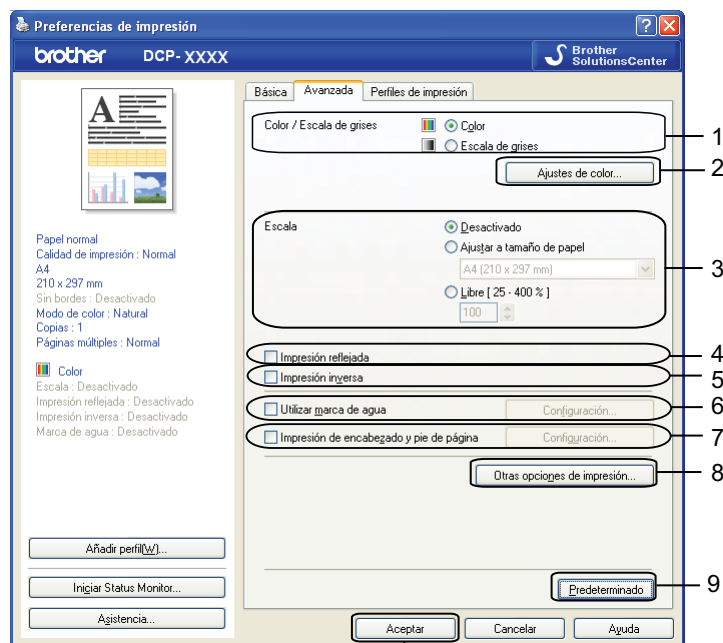 Preferencias de impresión
brother DCP-XXXX Brother SolutionsCenter
Básica Avanzada Perfiles de impresión
A
Color / Escala de grises
Color
Escala de grises
1
Ajustes de color...
2
Escala
Desactivado
Ajustar a tamaño de papel
A4 (210 x 297 mm)
Libre [ 25 - 400 % ]
100
3
Impresión reflejada
4
Impresión inversa
5
Utilizar marca de agua Configuración...
6
Impresión de encabezado y pie de página Configuración...
7
Otras opciones de impresión...
8
Predeterminado
9
Papel normal
Calidad de impresión : Normal
A4
210 x 297 mm
Sin bordes : Desactivado
Modo de color : Natural
Copias : 1
Páginas múltiples : Normal
Color
Escala : Desactivado
Impresión reflejada : Desactivado
Impresión inversa : Desactivado
Marca de agua : Desactivado
Añadir perfil(W)...
Iniciar Status Monitor...
Asistencia...
Aceptar Cancelar Ayuda